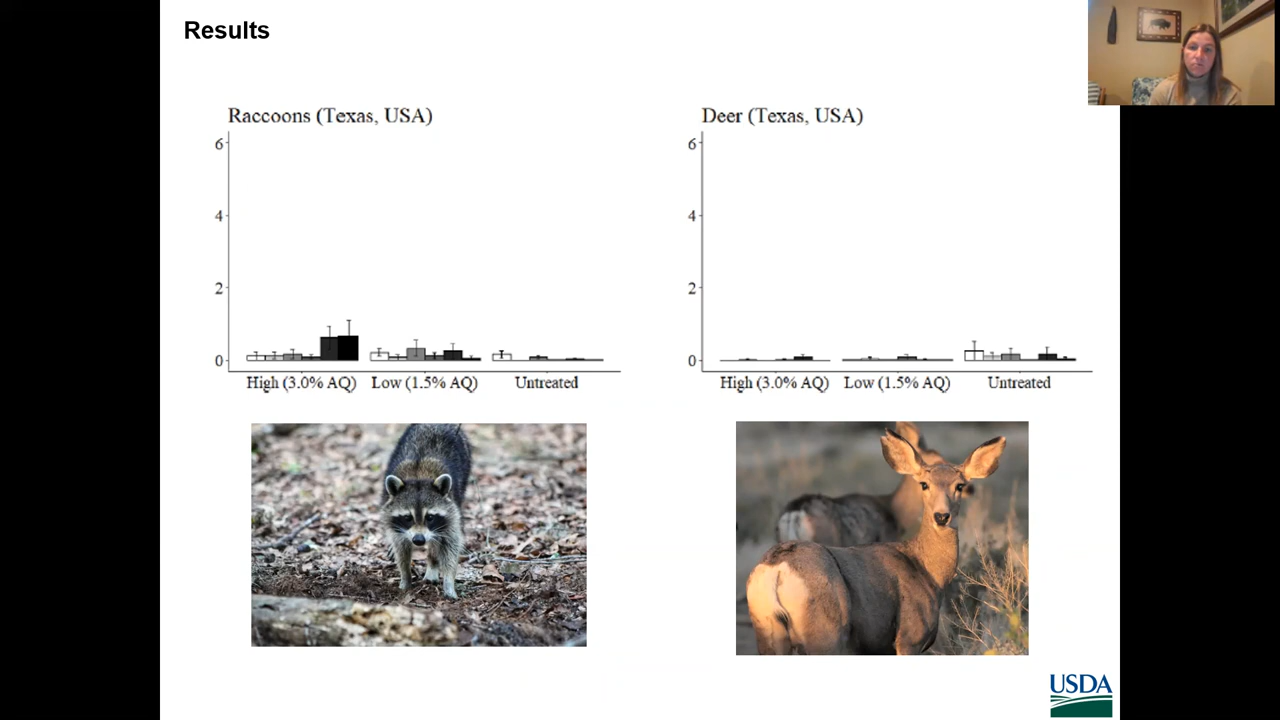 Results
Raccoons (Texas, USA)
6
4
2
0
High (3.0% AQ) Low (1.5% AQ) Untreated
Deer (Texas, USA)
6
4
2
0
High (3.0% AQ) Low (1.5% AQ) Untreated
USDA